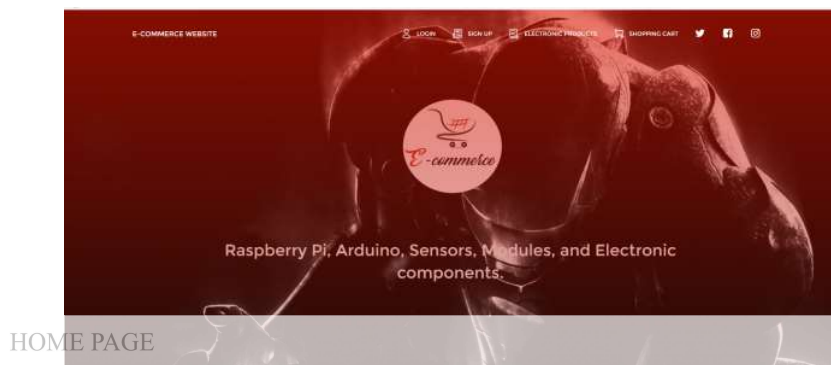 E-COMMERCE WEBSITE
LOGIN SIGN UP ELECTRONIC PRODUCTS SHOPPING CART
E-commerce
Raspberry Pi, Arduino, Sensors, Modules, and Electronic
components.
HOME PAGE